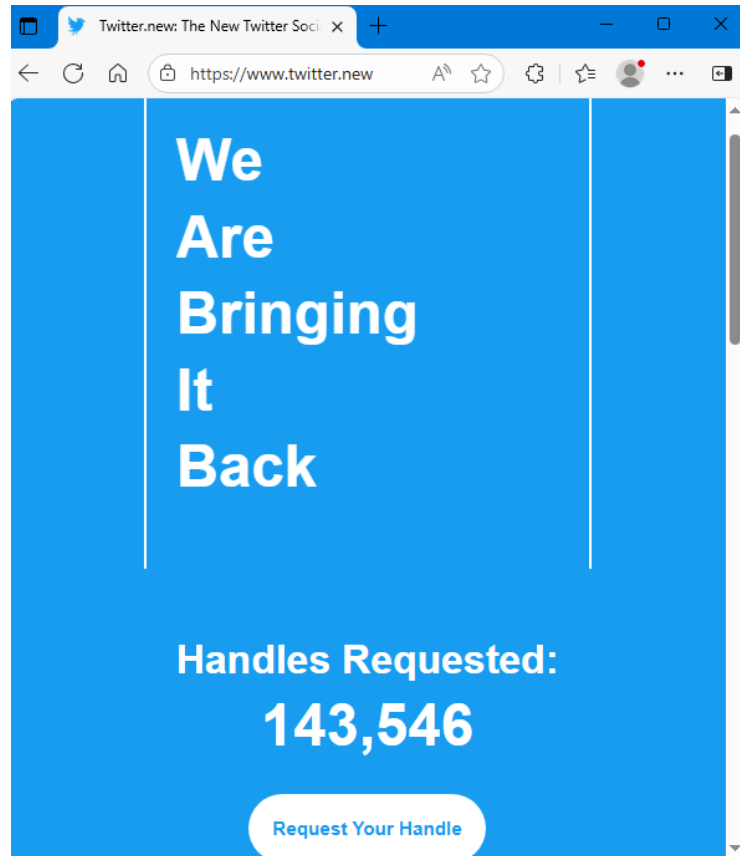 Twitter.new: The New Twitter Soci
https://www.twitter.new
We
Are
Bringing
It
Back
Handles Requested:
143,546
Request Your Handle